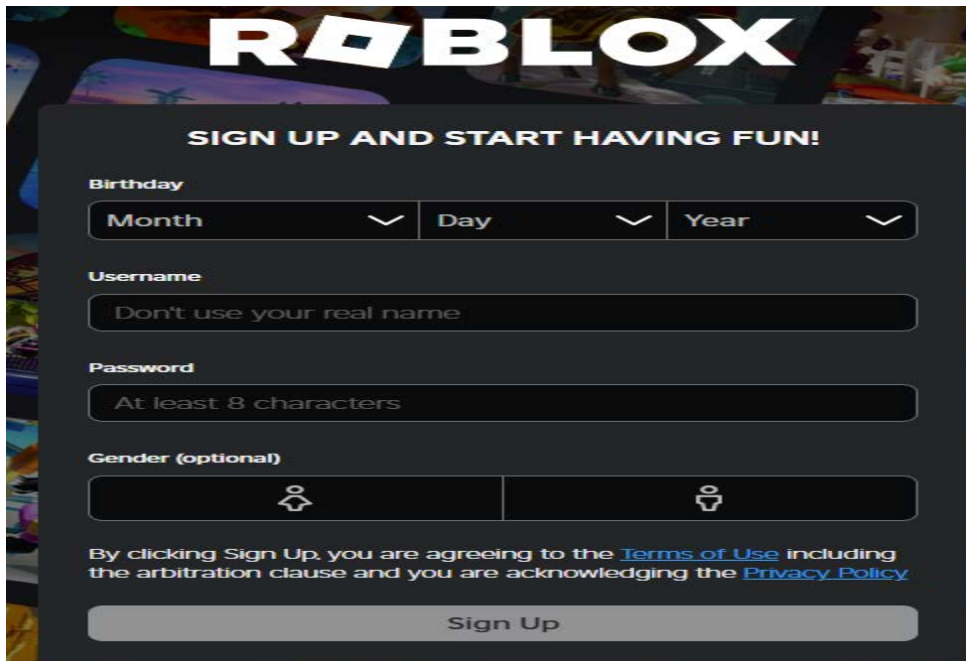 ROBLOX
SIGN UP AND START HAVING FUN!
Birthday
Month Day Year
Username
Don't use your real name
Password
At least 8 characters
Gender (optional)
By clicking Sign Up, you are agreeing to the Terms of Use including
the arbitration clause and you are acknowledging the Privacy Policy
Sign Up